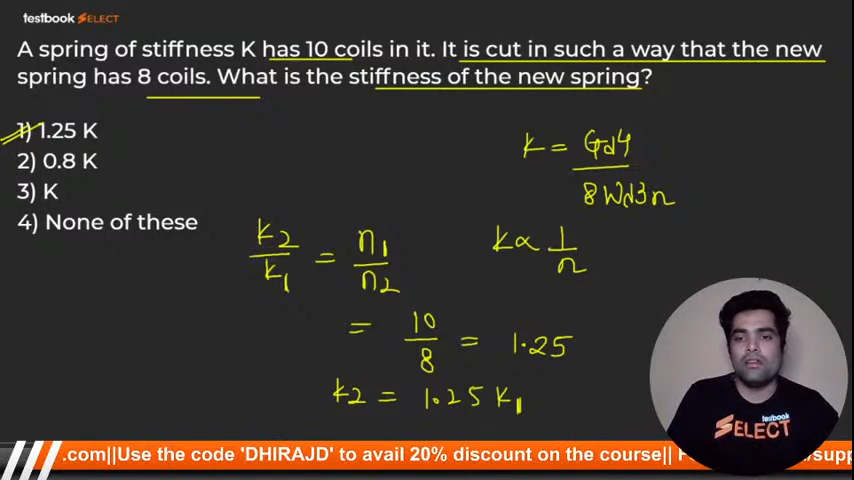 testbook SELECT
A spring of stiffness K has 10 coils in it. It is cut in such a way that the new
spring has 8 coils. What is the stiffness of the new spring?
1) 1.25 K
2) 0.8 K
3) K
4) None of these
K = Gd4 / 8Wd3n
K2 / K1 = n1 / n2
K ∝ 1 / n
= 10 / 8 = 1.25
K2 = 1.25 K1
testbook
SELECT
.com||Use the code 'DHIRAJD' to avail 20% discount on the course||
/supp